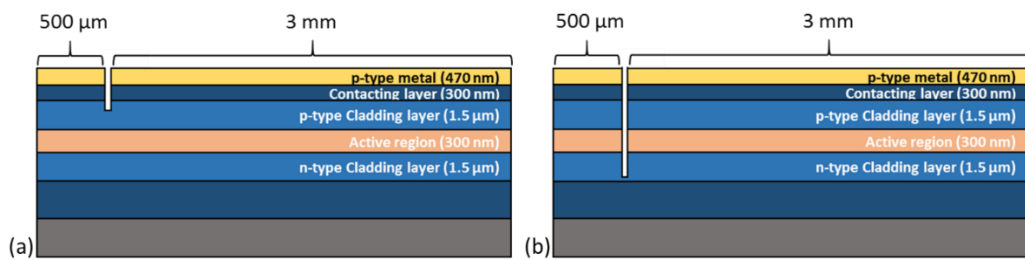 500 µm
3 mm
p-type metal (470 nm)
Contacting layer (300 nm)
p-type Cladding layer (1.5 µm)
Active region (300 nm)
n-type Cladding layer (1.5 µm)
(a)
500 µm
3 mm
p-type metal (470 nm)
Contacting layer (300 nm)
p-type Cladding layer (1.5 µm)
Active region (300 nm)
n-type Cladding layer (1.5 µm)
(b)